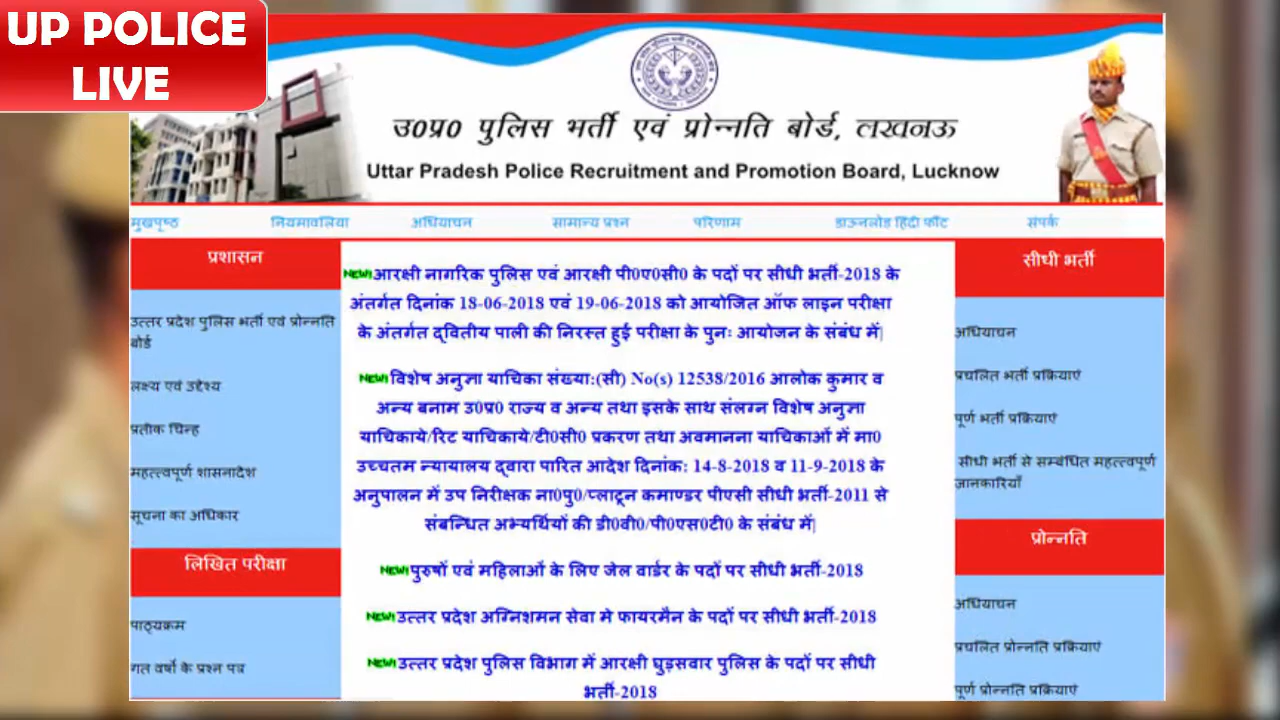 UP POLICE
LIVE
उ0प्र0 पुलिस भर्ती एवं प्रोन्नति बोर्ड, लखनऊ
Uttar Pradesh Police Recruitment and Promotion Board, Lucknow
मुखपृष्ठ नियमावलिया अधियाचन सामान्य प्रश्न परिणाम डाऊनलोड हिंदी फॉट संपर्क
प्रशासन
उत्तर प्रदेश पुलिस भर्ती एवं प्रोन्नति
बोर्ड
लक्ष्य एवं उद्देश्य
प्रतीक चिन्ह
महत्त्वपूर्ण शासनादेश
सूचना का अधिकार
लिखित परीक्षा
पाठ्यक्रम
गत वर्षों के प्रश्न पत्र
NEW! आरक्षी नागरिक पुलिस एवं आरक्षी पी0ए0सी0 के पदों पर सीधी भर्ती-2018 के
अंतर्गत दिनांक 18-06-2018 एवं 19-06-2018 को आयोजित ऑफ लाइन परीक्षा
के अंतर्गत द्वितीय पाली की निरस्त हुई परीक्षा के पुनः आयोजन के संबंध में|
NEW! विशेष अनुज्ञा याचिका संख्या:(सी) No(s) 12538/2016 आलोक कुमार व
अन्य बनाम उ0प्र0 राज्य व अन्य तथा इसके साथ संलग्न विशेष अनुज्ञा
याचिकाये/रिट याचिकाये/टी0सी0 प्रकरण तथा अवमानना याचिकाओं में मा0
उच्चतम न्यायालय द्वारा पारित आदेश दिनांक: 14-8-2018 व 11-9-2018 के
अनुपालन में उप निरीक्षक ना0पु0/प्लाटून कमाण्डर पीएसी सीधी भर्ती-2011 से
संबन्धित अभ्यर्थियों की डी0वी0/पी0एस0टी0 के संबंध में|
NEW! पुरुषों एवं महिलाओं के लिए जेल वार्डर के पदों पर सीधी भर्ती-2018
NEW! उत्तर प्रदेश अग्निशमन सेवा मे फायरमैन के पदों पर सीधी भर्ती-2018
NEW! उत्तर प्रदेश पुलिस विभाग में आरक्षी घुड़सवार पुलिस के पदों पर सीधी
भर्ती-2018
सीधी भर्ती
अधियाचन
प्रचलित भर्ती प्रक्रियाएं
पूर्ण भर्ती प्रक्रियाएं
सीधी भर्ती से सम्बंधित महत्त्वपूर्ण
जानकारियाँ
प्रोन्नति
अधियाचन
प्रचलित प्रोन्नति प्रक्रियाएं
पूर्ण प्रोन्नति प्रक्रियाएं